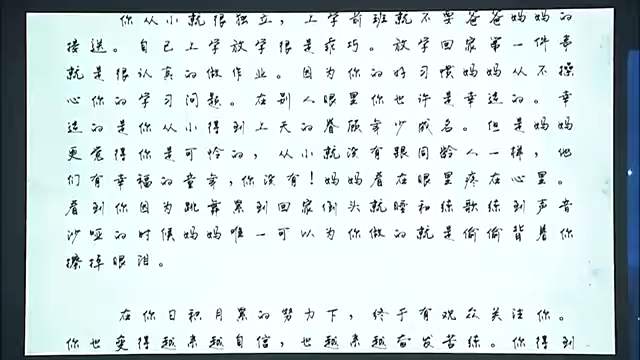 你从小就很独立，上学前班就不要爸爸妈妈的
接送。自己上学放学很是乖巧。放学回家第一件事
就是很认真的做作业。因为你的好习惯妈妈从不操
心你的学习问题。在别人眼里你也许是幸运的。幸
运的是你从小得到上天的眷顾年少成名。但是妈妈
更觉得你是可怜的，从小就没有跟同龄人一样，他
们有幸福的童年，你没有！妈妈看在眼里疼在心里。
看到你因为跳舞累到回家倒头就睡和练歌练到声音
沙哑的时候妈妈唯一可以为你做的就是偷偷背着你
擦掉眼泪。
在你日积月累的努力下，终于有观众关注你。
你也变得越来越自信，也越来越奋发苦练。你得到